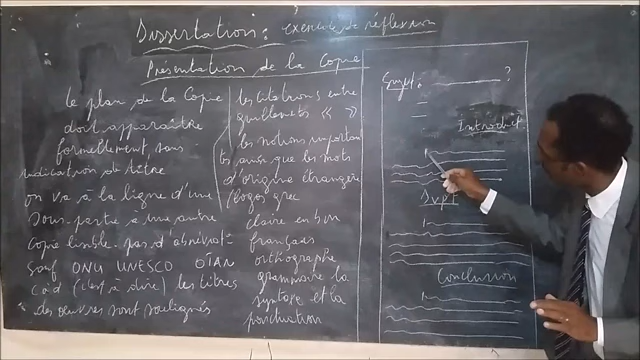 Dissertation: exercice de réflexion
Présentation de la Copie
le plan de la Copie
doit apparaître
formellement sans
indication de titre
on va à la ligne d'une
sous-partie à une autre
Copie lisible. pas d'abréviat-
sauf ONU UNESCO OTAN
càd (c'est à dire) les titres
des œuvres sont soulignés
les citations entre
guillemets « »
les notions importan
tes ainsi que les mots
d'origine étrangère
logos grec
claire en bon
français
orthographe
grammaire la
syntaxe et la
ponctuation
Sujet: ?
Introduct
Dvpt
Conclusion